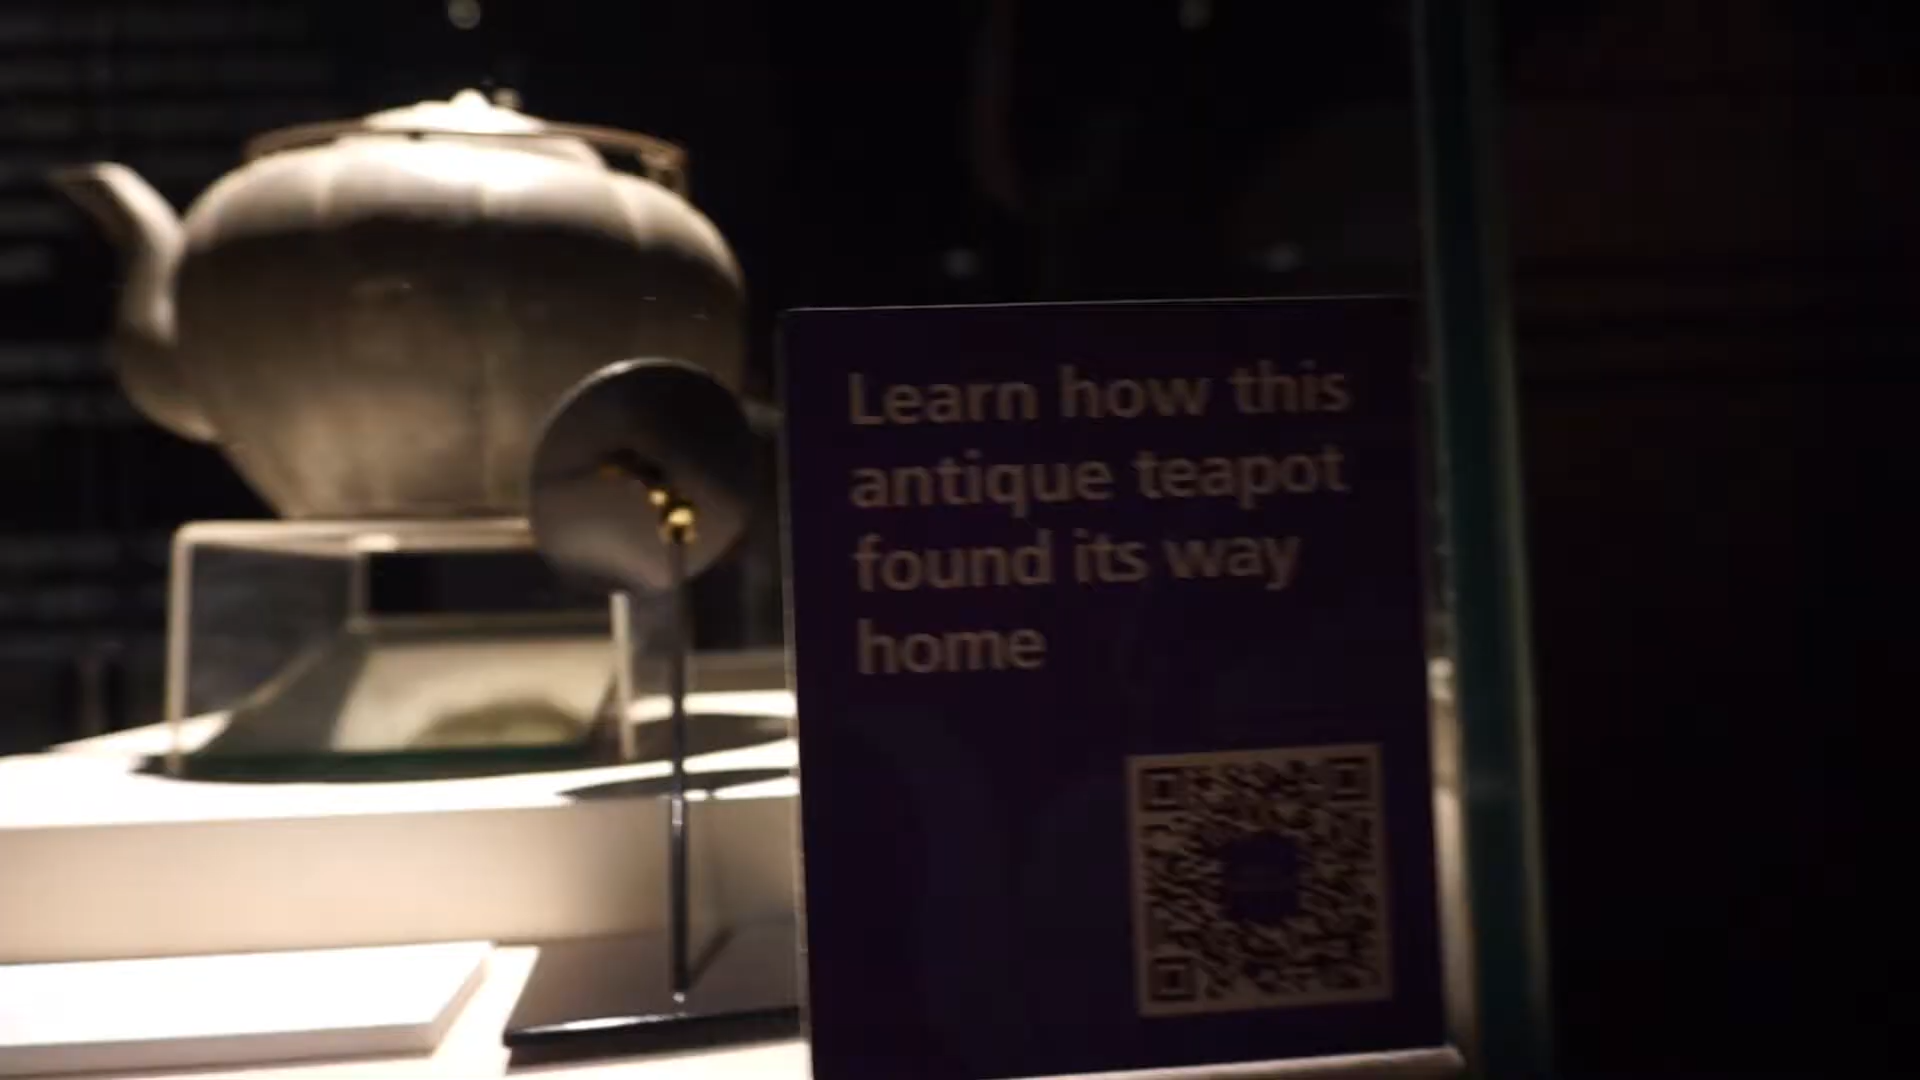 Learn how this
antique teapot
found its way
home